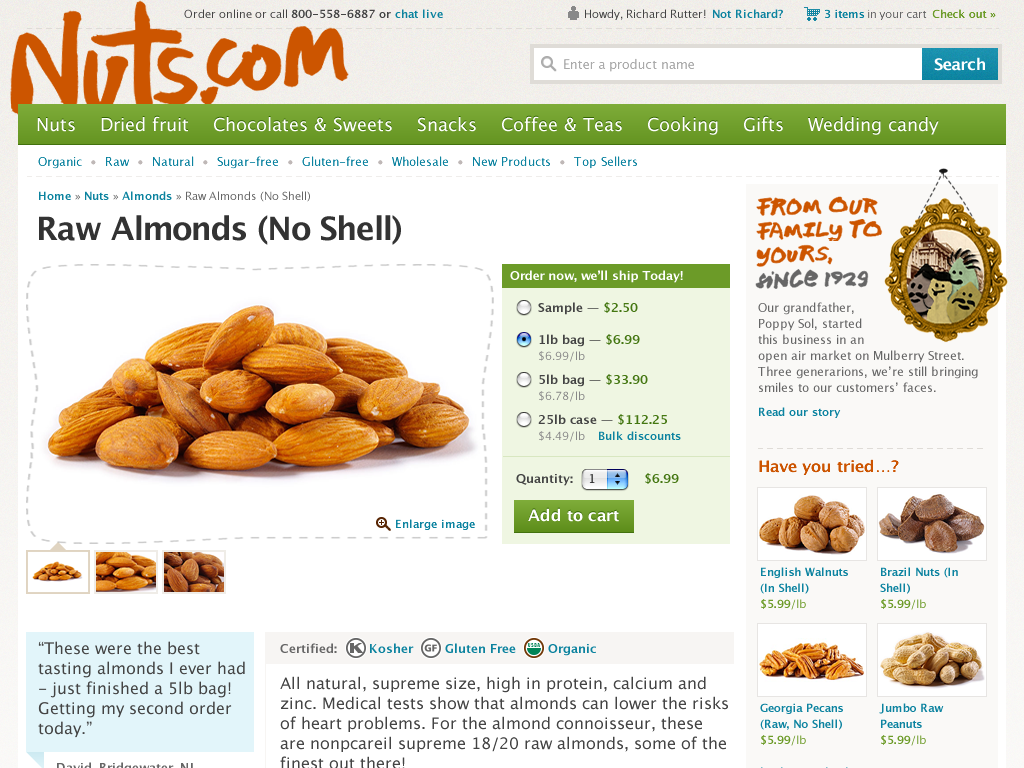 Order online or call 800-558-6887 or chat live
Howdy, Richard Rutter! Not Richard?
3 items in your cart Check out »
Nuts.com
Enter a product name
Search
Nuts Dried fruit Chocolates & Sweets Snacks Coffee & Teas Cooking Gifts Wedding candy
Organic • Raw • Natural • Sugar-free • Gluten-free • Wholesale • New Products • Top Sellers
Home » Nuts » Almonds » Raw Almonds (No Shell)
Raw Almonds (No Shell)
Order now, we'll ship Today!
Sample — $2.50
1lb bag — $6.99
$6.99/lb
5lb bag — $33.90
$6.78/lb
25lb case — $112.25
$4.49/lb Bulk discounts
Quantity: 1 $6.99
Add to cart
Enlarge image
"These were the best
tasting almonds I ever had
– just finished a 5lb bag!
Getting my second order
today."
David, Bridgewater, NJ
Certified: K Kosher GF Gluten Free USDA Organic
All natural, supreme size, high in protein, calcium and
zinc. Medical tests show that almonds can lower the risks
of heart problems. For the almond connoisseur, these
are nonpcareil supreme 18/20 raw almonds, some of the
finest out there!
FROM OUR
FAMILY TO
YOURS,
SINCE 1929
Our grandfather,
Poppy Sol, started
this business in an
open air market on Mulberry Street.
Three generarions, we're still bringing
smiles to our customers' faces.
Read our story
Have you tried...?
English Walnuts
(In Shell)
$5.99/lb
Brazil Nuts (In
Shell)
$5.99/lb
Georgia Pecans
(Raw, No Shell)
$5.99/lb
Jumbo Raw
Peanuts
$5.99/lb